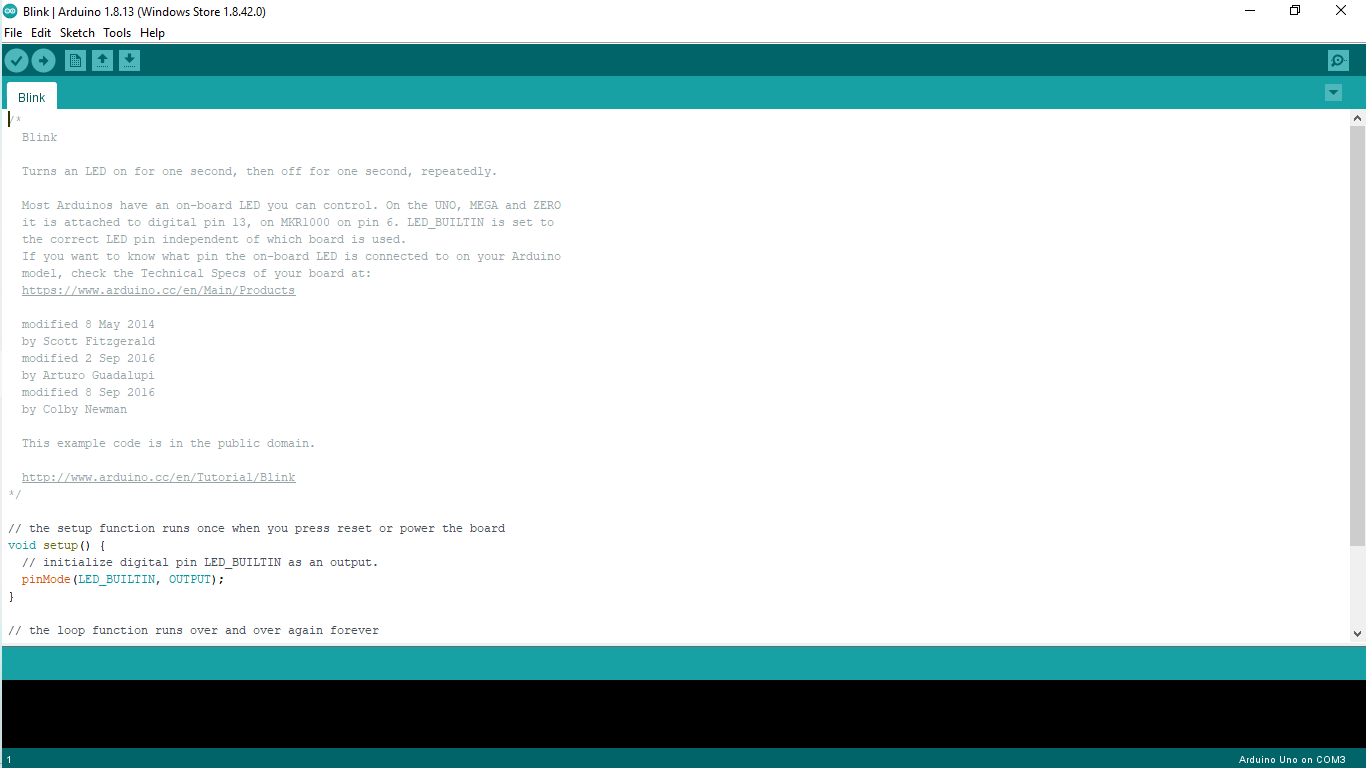 Blink | Arduino 1.8.13 (Windows Store 1.8.42.0)
File Edit Sketch Tools Help
Blink
/*
  Blink

  Turns an LED on for one second, then off for one second, repeatedly.

  Most Arduinos have an on-board LED you can control. On the UNO, MEGA and ZERO
  it is attached to digital pin 13, on MKR1000 on pin 6. LED_BUILTIN is set to
  the correct LED pin independent of which board is used.
  If you want to know what pin the on-board LED is connected to on your Arduino
  model, check the Technical Specs of your board at:
  https://www.arduino.cc/en/Main/Products

  modified 8 May 2014
  by Scott Fitzgerald
  modified 2 Sep 2016
  by Arturo Guadalupi
  modified 8 Sep 2016
  by Colby Newman

  This example code is in the public domain.

  http://www.arduino.cc/en/Tutorial/Blink
*/

// the setup function runs once when you press reset or power the board
void setup() {
  // initialize digital pin LED_BUILTIN as an output.
  pinMode(LED_BUILTIN, OUTPUT);
}

// the loop function runs over and over again forever
1
Arduino Uno on COM3